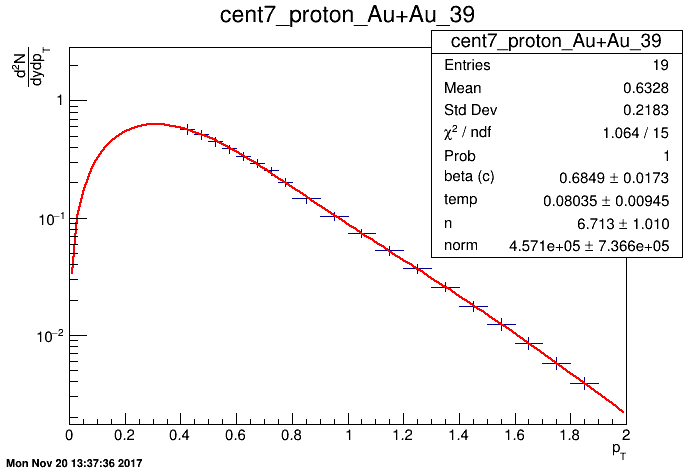 cent7_proton_Au+Au_39
cent7_proton_Au+Au_39
Entries 19
Mean 0.6328
Std Dev 0.2183
χ² / ndf 1.064 / 15
Prob 1
beta (c) 0.6849 ± 0.0173
temp 0.08035 ± 0.00945
n 6.713 ± 1.010
norm 4.571e+05 ± 7.366e+05
d²N
dydp_T
1
10⁻¹
10⁻²
0 0.2 0.4 0.6 0.8 1 1.2 1.4 1.6 1.8 2
p_T
Mon Nov 20 13:37:36 2017